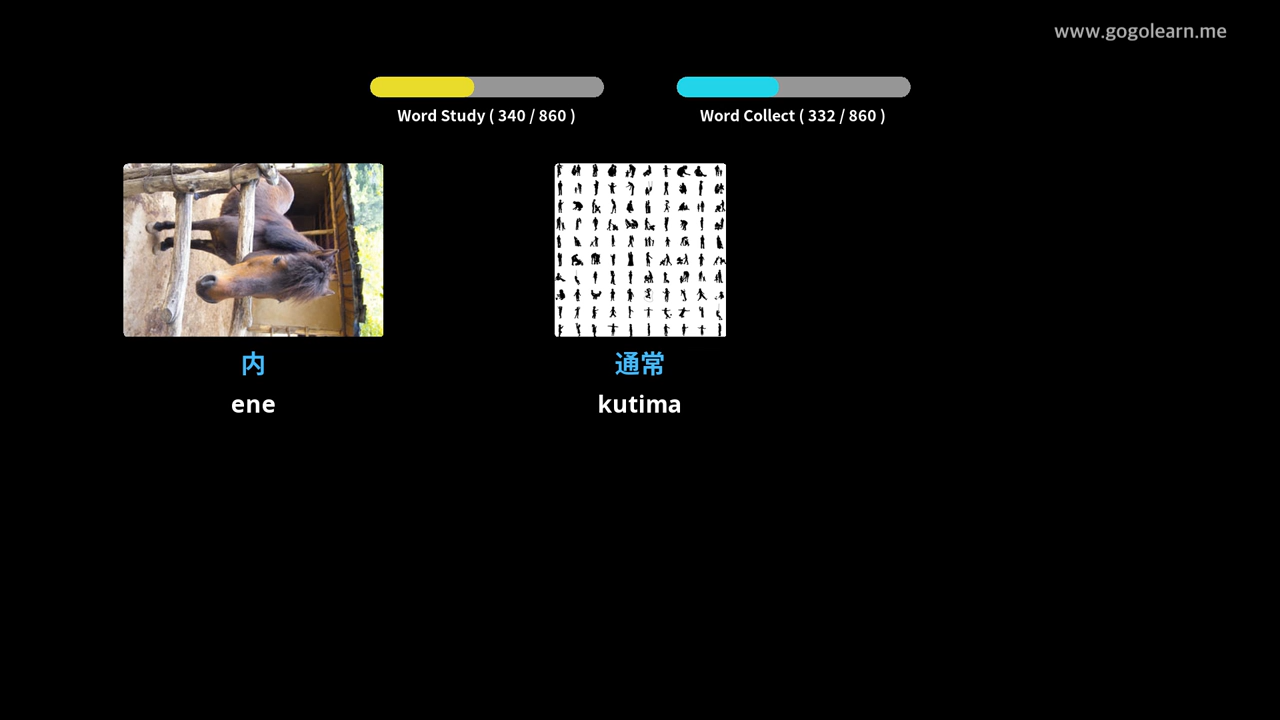 www.gogolearn.me
Word Study ( 340 / 860 )
Word Collect ( 332 / 860 )
内
ene
通常
kutima